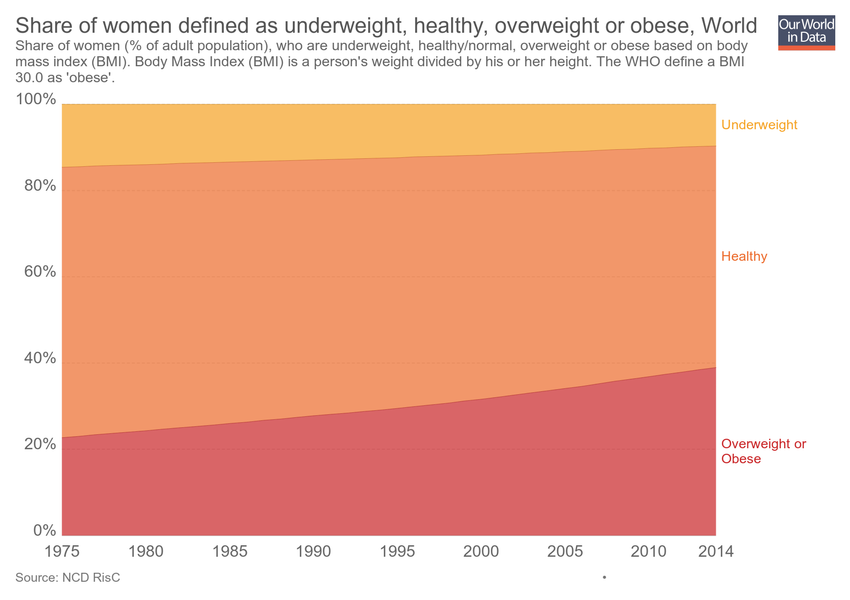 Share of women defined as underweight, healthy, overweight or obese, World
Our World
in Data
Share of women (% of adult population), who are underweight, healthy/normal, overweight or obese based on body
mass index (BMI). Body Mass Index (BMI) is a person's weight divided by his or her height. The WHO define a BMI
30.0 as 'obese'.
100%
80%
60%
40%
20%
0%
Underweight
Healthy
Overweight or
Obese
1975 1980 1985 1990 1995 2000 2005 2010 2014
Source: NCD RisC